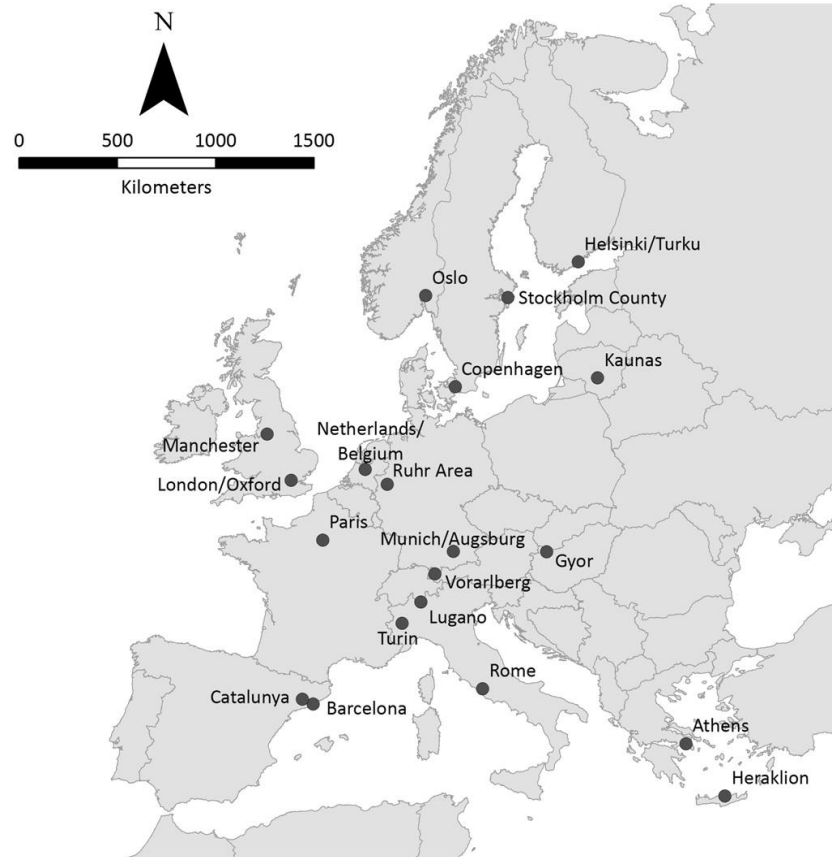 N
0 500 1000 1500
Kilometers
Helsinki/Turku
Oslo
Stockholm County
Copenhagen
Kaunas
Netherlands/
Belgium
Manchester
Ruhr Area
London/Oxford
Paris
Munich/Augsburg
Gyor
Vorarlberg
Lugano
Turin
Rome
Catalunya
Barcelona
Athens
Heraklion